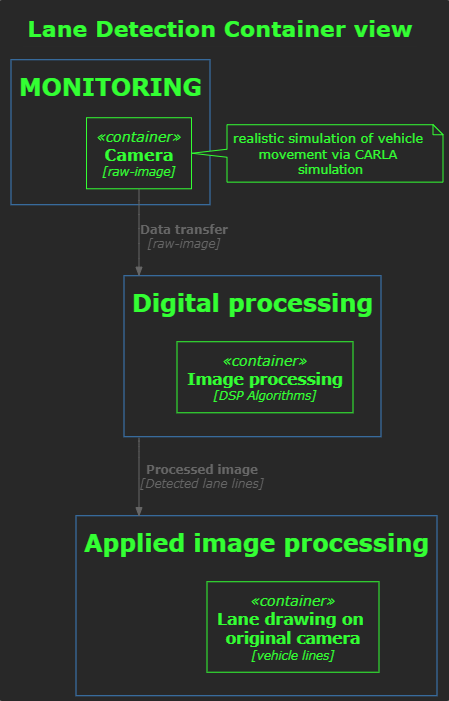 Lane Detection Container view
MONITORING
«container»
Camera
[raw-image]
realistic simulation of vehicle
movement via CARLA
simulation
Data transfer
[raw-image]
Digital processing
«container»
Image processing
[DSP Algorithms]
Processed image
[Detected lane lines]
Applied image processing
«container»
Lane drawing on
original camera
[vehicle lines]